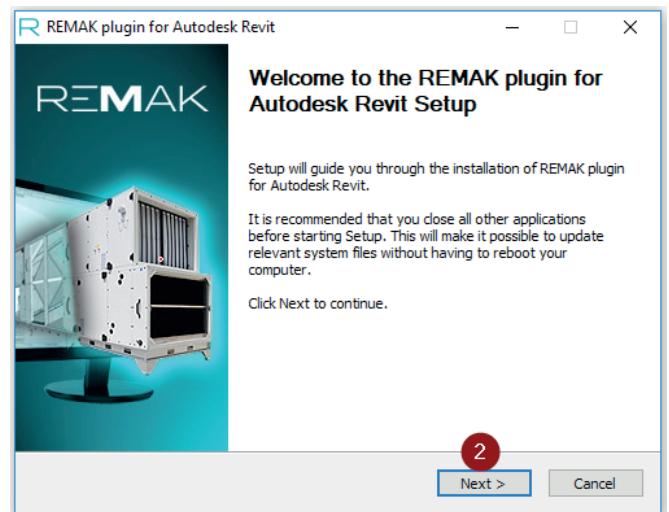 REMAK plugin for Autodesk Revit
REMAK
Welcome to the REMAK plugin for
Autodesk Revit Setup
Setup will guide you through the installation of REMAK plugin
for Autodesk Revit.
It is recommended that you close all other applications
before starting Setup. This will make it possible to update
relevant system files without having to reboot your
computer.
Click Next to continue.
2
Next >
Cancel